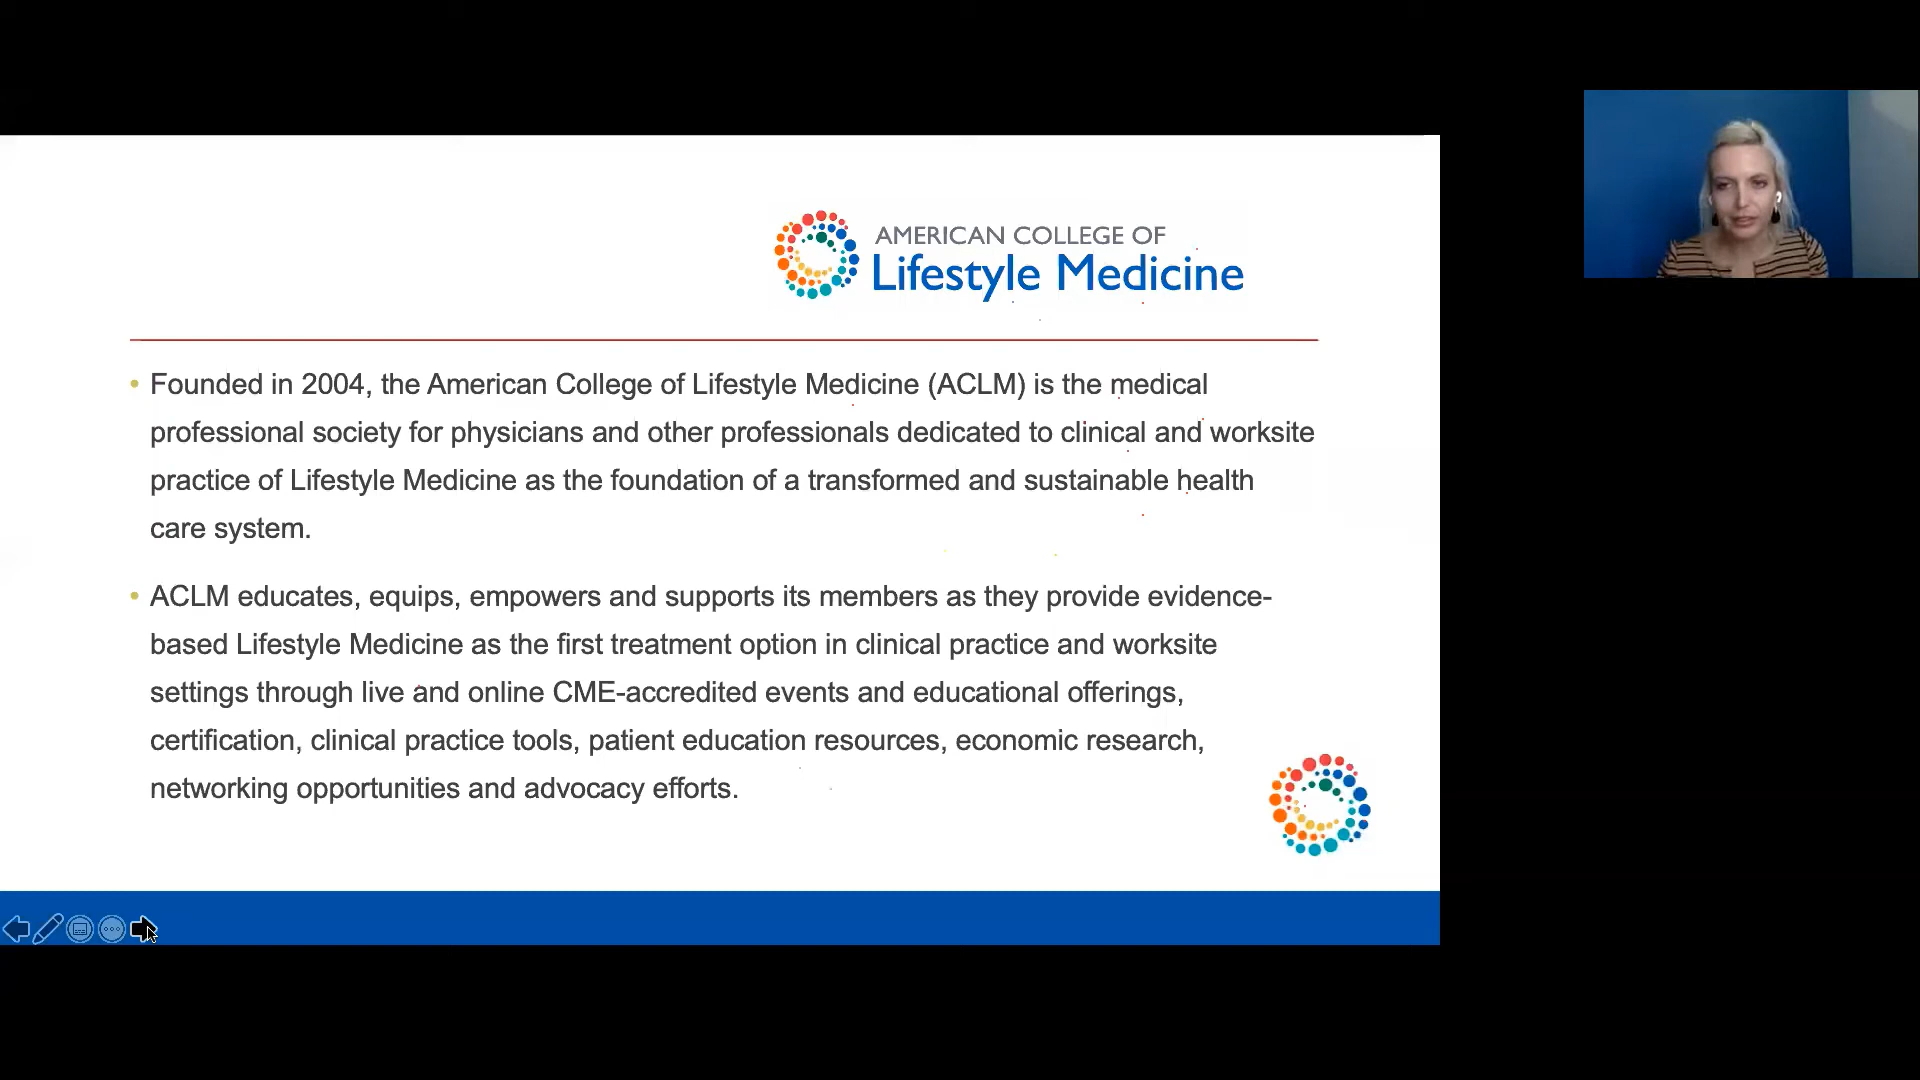 AMERICAN COLLEGE OF
Lifestyle Medicine
• Founded in 2004, the American College of Lifestyle Medicine (ACLM) is the medical
professional society for physicians and other professionals dedicated to clinical and worksite
practice of Lifestyle Medicine as the foundation of a transformed and sustainable health
care system.
• ACLM educates, equips, empowers and supports its members as they provide evidence-
based Lifestyle Medicine as the first treatment option in clinical practice and worksite
settings through live and online CME-accredited events and educational offerings,
certification, clinical practice tools, patient education resources, economic research,
networking opportunities and advocacy efforts.